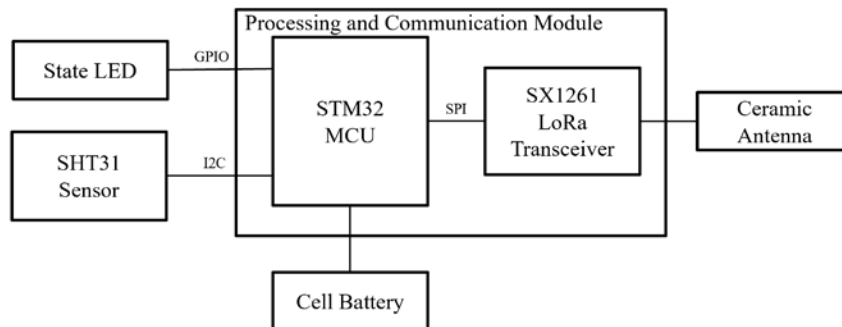 Processing and Communication Module
State LED
GPIO
STM32
MCU
SPI
SX1261
LoRa
Transceiver
Ceramic
Antenna
SHT31
Sensor
I2C
Cell Battery